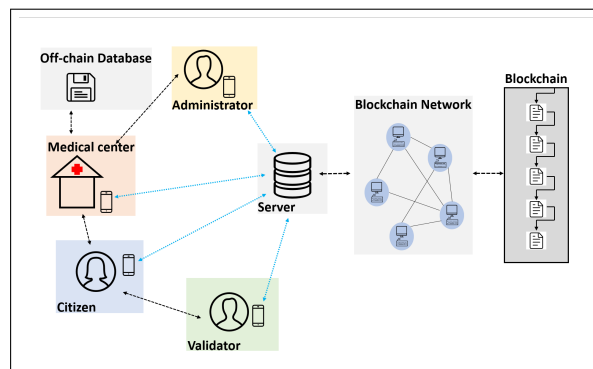 Off-chain Database
Administrator
Medical center
Server
Blockchain Network
Blockchain
Citizen
Validator